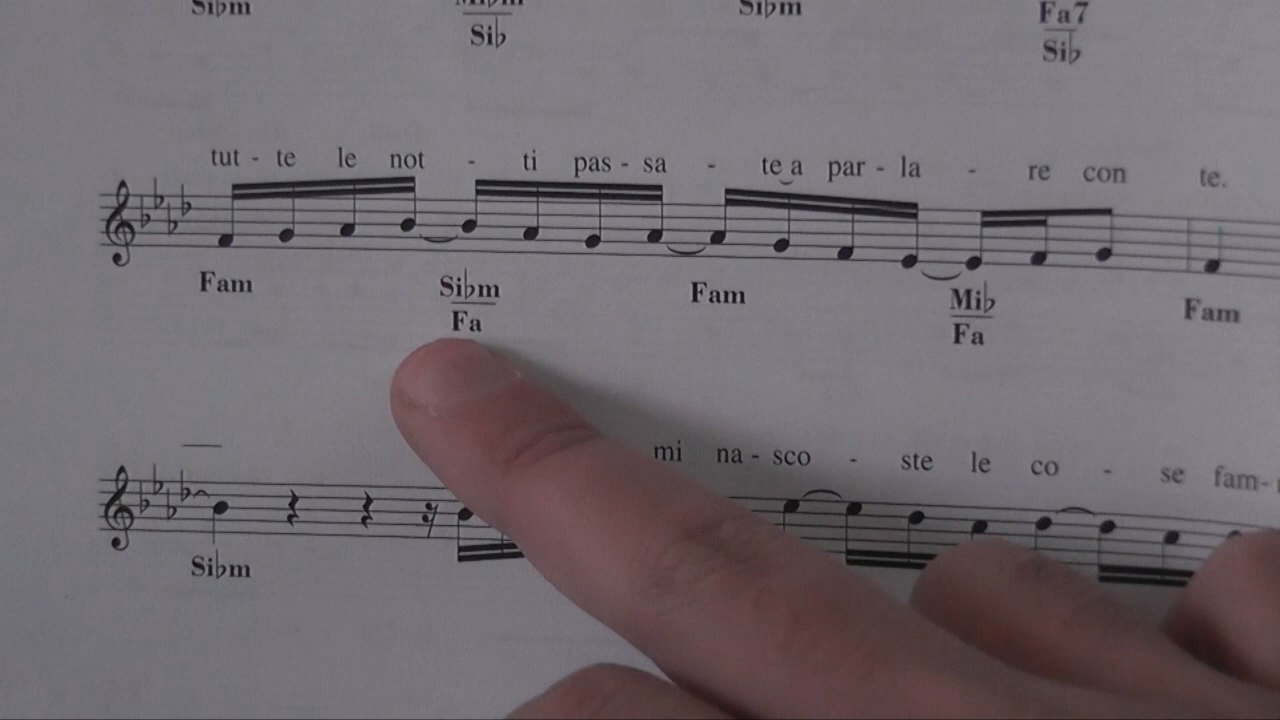 Si♭m Si♭m Fa7
Si♭ Si♭
tut - te le not - ti pas - sa - te a par - la - re con te.
Fam Si♭m Fam Mi♭ Fam
Fa Fa
mi na - sco - ste le co - se fam-
Si♭m